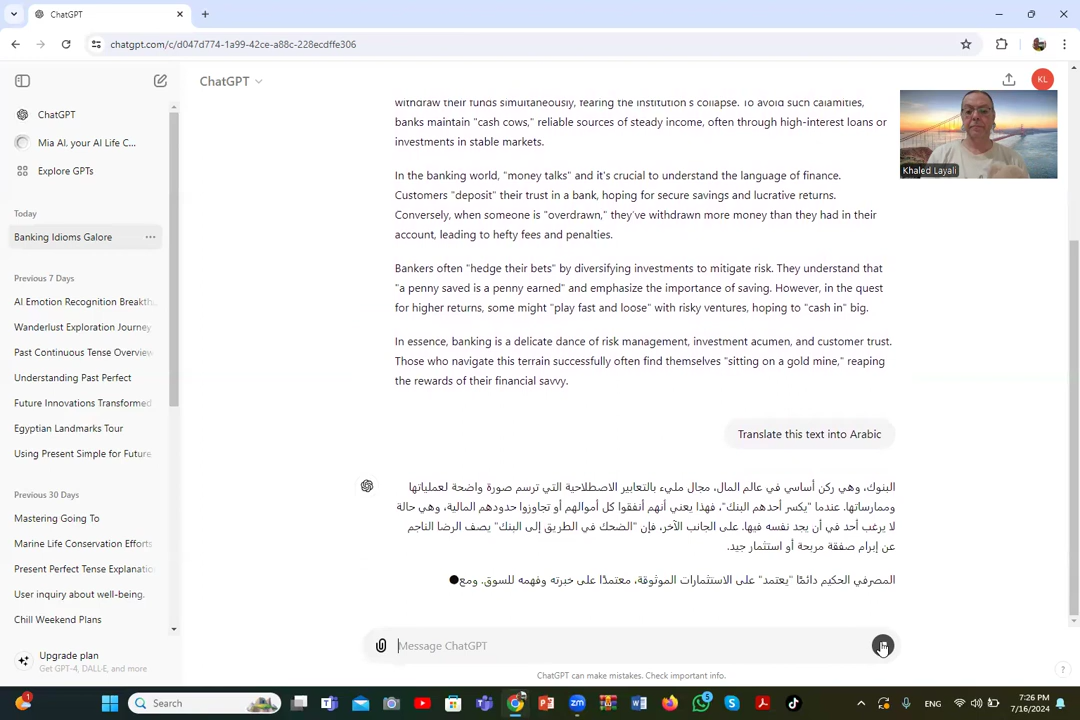 ChatGPT
chatgpt.com/c/d047d774-1a99-42ce-a88c-228ecdffe306
ChatGPT
KL
ChatGPT
Mia AI, your AI Life C...
Explore GPTs
Today
Banking Idioms Galore
Previous 7 Days
AI Emotion Recognition Breakth
Wanderlust Exploration Journey
Past Continuous Tense Overview
Understanding Past Perfect
Future Innovations Transformed
Egyptian Landmarks Tour
Using Present Simple for Future
Previous 30 Days
Mastering Going To
Marine Life Conservation Efforts
Present Perfect Tense Explanatio
User inquiry about well-being.
Chill Weekend Plans
Upgrade plan
Get GPT-4, DALL·E, and more
Khaled Layali
withdraw their funds simultaneously, fearing the institution's collapse. To avoid such calamities,
banks maintain "cash cows," reliable sources of steady income, often through high-interest loans or
investments in stable markets.
In the banking world, "money talks" and it's crucial to understand the language of finance.
Customers "deposit" their trust in a bank, hoping for secure savings and lucrative returns.
Conversely, when someone is "overdrawn," they've withdrawn more money than they had in their
account, leading to hefty fees and penalties.
Bankers often "hedge their bets" by diversifying investments to mitigate risk. They understand that
"a penny saved is a penny earned" and emphasize the importance of saving. However, in the quest
for higher returns, some might "play fast and loose" with risky ventures, hoping to "cash in" big.
In essence, banking is a delicate dance of risk management, investment acumen, and customer trust.
Those who navigate this terrain successfully often find themselves "sitting on a gold mine," reaping
the rewards of their financial savvy.
Translate this text into Arabic
البنوك، وهي ركن أساسي في عالم المال، مجال مليء بالتعابير الاصطلاحية التي ترسم صورة واضحة لعملياتها
وممارساتها. عندما "يكسر أحدهم البنك"، فهذا يعني أنهم أنفقوا كل أموالهم أو تجاوزوا حدودهم المالية، وهي حالة
لا يرغب أحد في أن يجد نفسه فيها. على الجانب الآخر، فإن "الضحك في الطريق إلى البنك" يصف الرضا الناجم
عن إبرام صفقة مربحة أو استثمار جيد.
المصرفي الحكيم دائمًا "يعتمد" على الاستثمارات الموثوقة، معتمدًا على خبرته وفهمه للسوق. ومع
Message ChatGPT
ChatGPT can make mistakes. Check important info.
?
1
Search
5
ENG
7:26 PM
7/16/2024